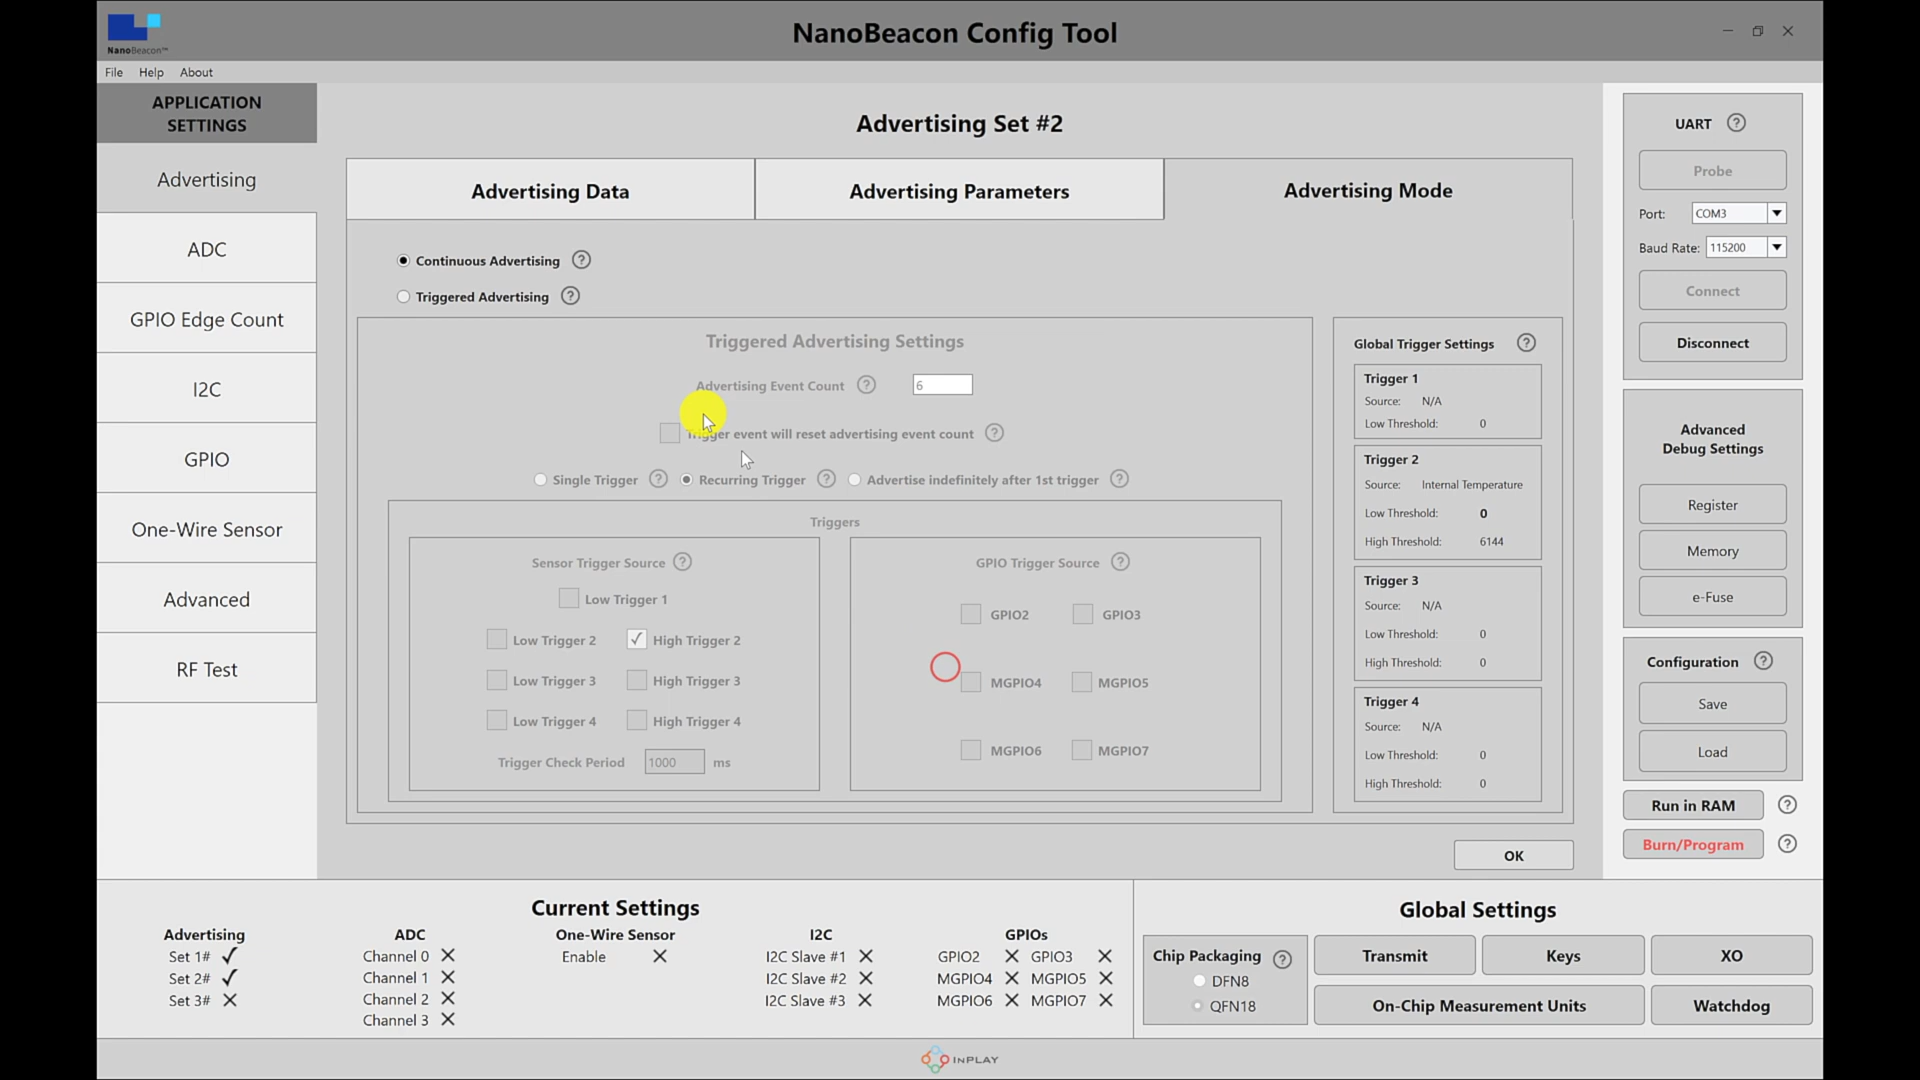 NanoBeacon Config Tool
NanoBeacon™
File Help About
APPLICATION
SETTINGS
Advertising
ADC
GPIO Edge Count
I2C
GPIO
One-Wire Sensor
Advanced
RF Test
Advertising Set #2
Advertising Data
Advertising Parameters
Advertising Mode
Continuous Advertising ?
Triggered Advertising ?
Triggered Advertising Settings
Advertising Event Count ? 6
Trigger event will reset advertising event count ?
Single Trigger ? Recurring Trigger ? Advertise indefinitely after 1st trigger ?
Triggers
Sensor Trigger Source ?
Low Trigger 1
Low Trigger 2 High Trigger 2
Low Trigger 3 High Trigger 3
Low Trigger 4 High Trigger 4
Trigger Check Period 1000 ms
GPIO Trigger Source ?
GPIO2 GPIO3
MGPIO4 MGPIO5
MGPIO6 MGPIO7
Global Trigger Settings ?
Trigger 1
Source: N/A
Low Threshold: 0
Trigger 2
Source: Internal Temperature
Low Threshold: 0
High Threshold: 6144
Trigger 3
Source: N/A
Low Threshold: 0
High Threshold: 0
Trigger 4
Source: N/A
Low Threshold: 0
High Threshold: 0
OK
UART ?
Probe
Port: COM3
Baud Rate: 115200
Connect
Disconnect
Advanced
Debug Settings
Register
Memory
e-Fuse
Configuration ?
Save
Load
Run in RAM ?
Burn/Program ?
Current Settings
Advertising
Set 1#
Set 2#
Set 3#
ADC
Channel 0
Channel 1
Channel 2
Channel 3
One-Wire Sensor
Enable
I2C
I2C Slave #1
I2C Slave #2
I2C Slave #3
GPIOs
GPIO2 GPIO3
MGPIO4 MGPIO5
MGPIO6 MGPIO7
Global Settings
Chip Packaging ?
DFN8
QFN18
Transmit
Keys
XO
On-Chip Measurement Units
Watchdog
INPLAY